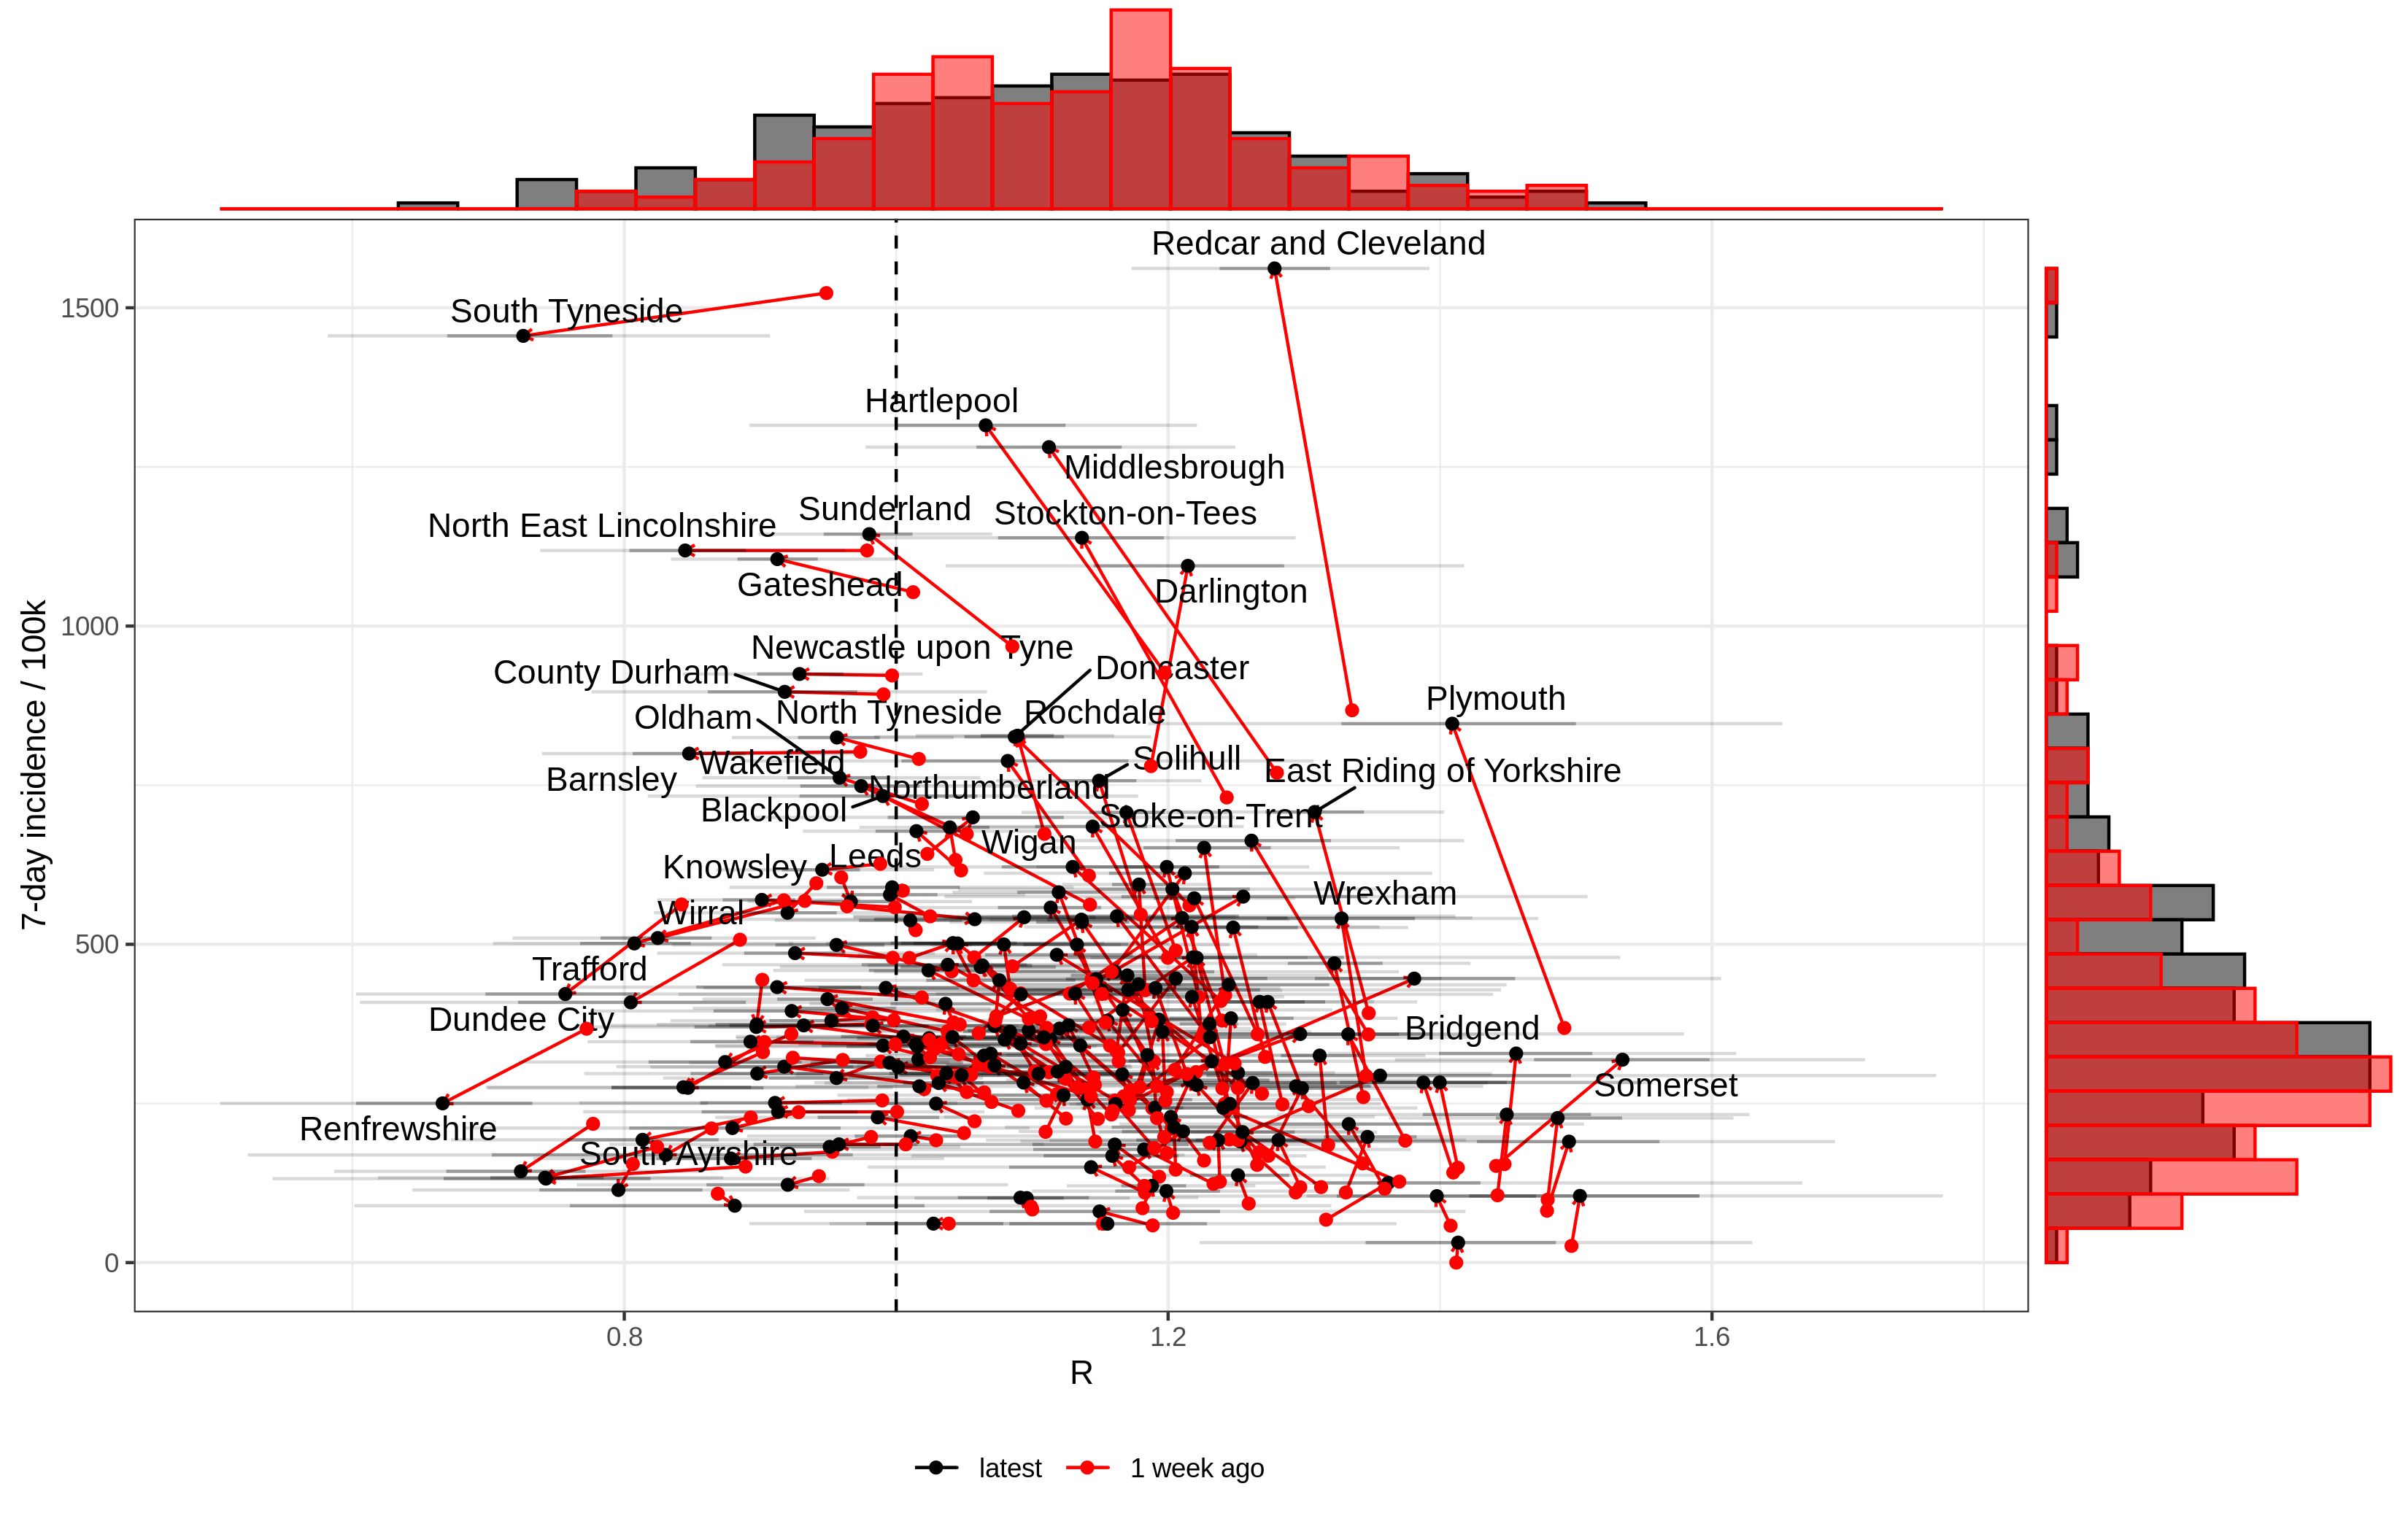 Redcar and Cleveland
1500
South Tyneside
Hartlepool
Middlesbrough
Sunderland
Stockton-on-Tees
North East Lincolnshire
Gateshead
Darlington
7-day incidence / 100k
1000
Newcastle upon Tyne
County Durham
Doncaster
Plymouth
Oldham
North Tyneside
Rochdale
Wakefield
Solihull
Barnsley
East Riding of Yorkshire
Northumberland
Blackpool
Stoke-on-Trent
Wigan
Leeds
Knowsley
Wrexham
Wirral
500
Trafford
Dundee City
Bridgend
Somerset
Renfrewshire
South Ayrshire
0
0.8
1.2
1.6
R
latest
1 week ago